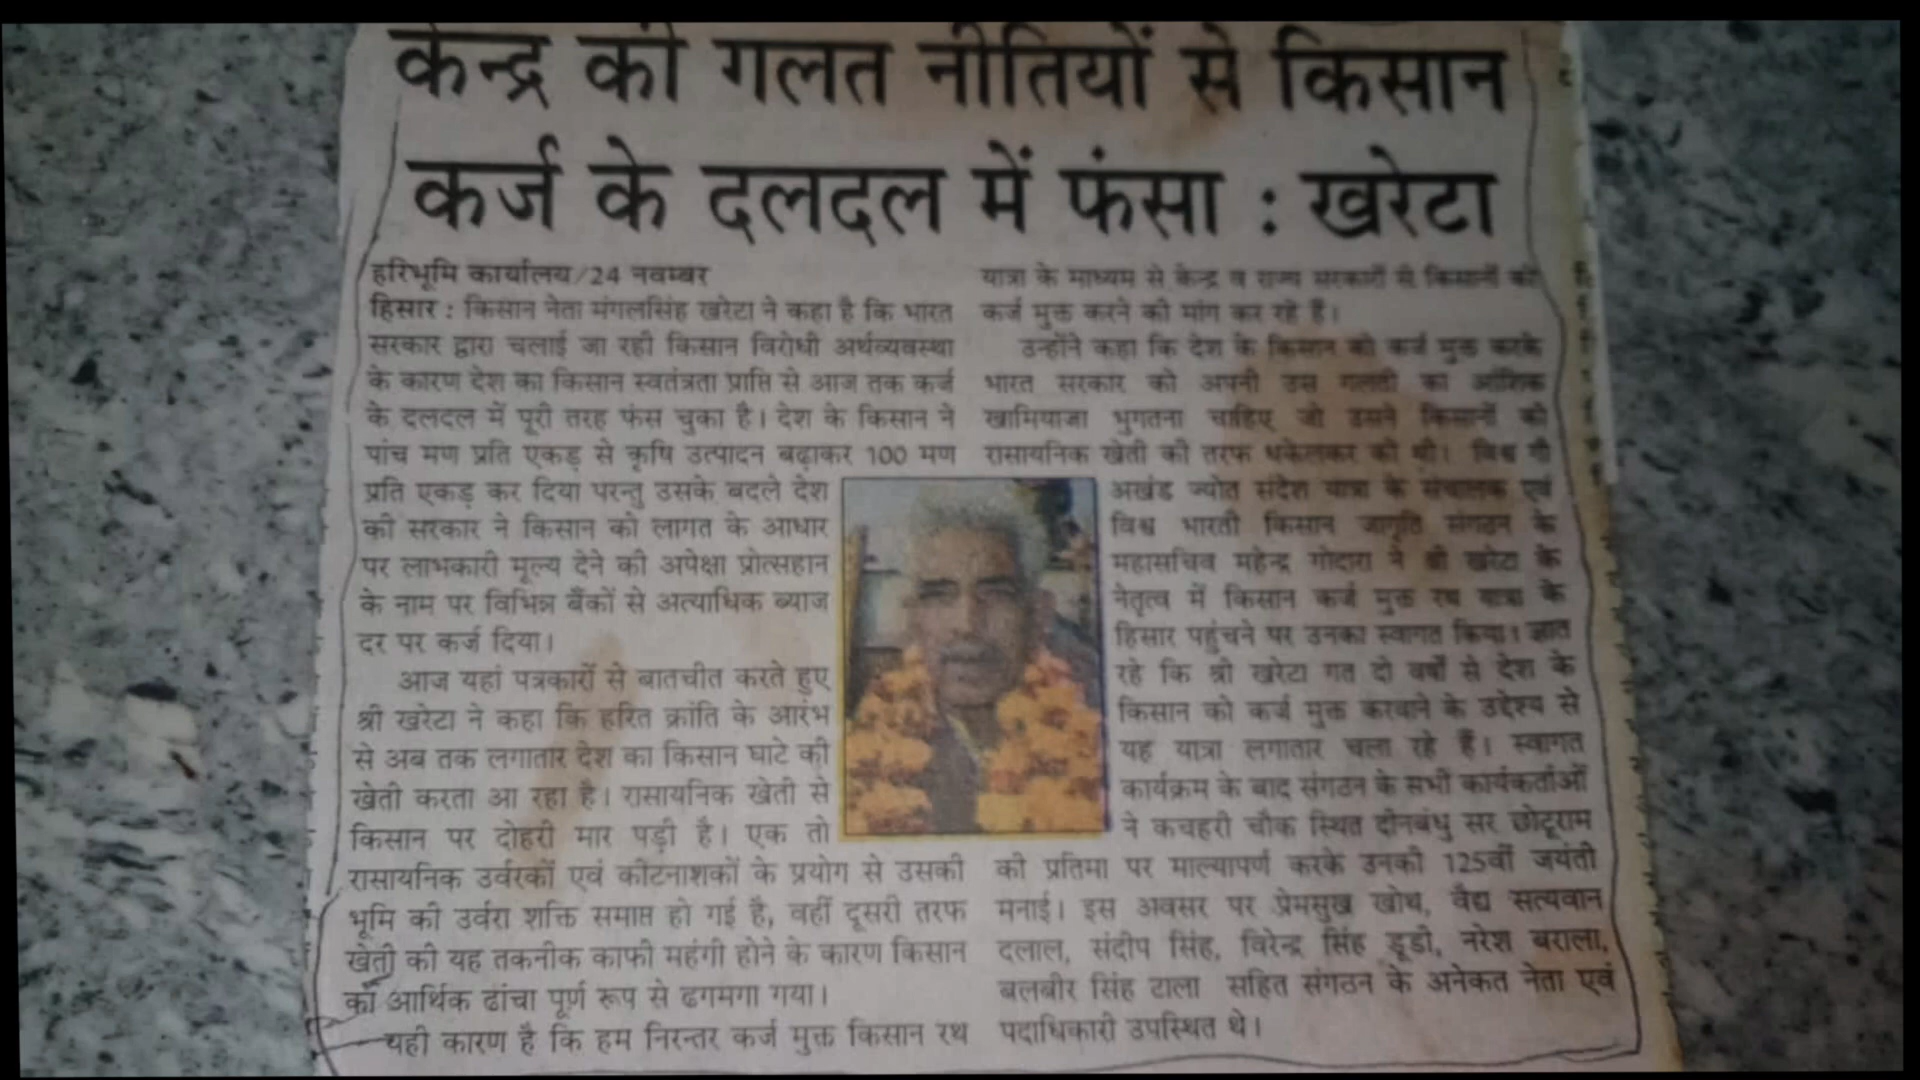 केन्द्र की गलत नीतियों से किसान
कर्ज के दलदल में फंसा : खरेटा
हरिभूमि कार्यालय/24 नवम्बर
हिसार : किसान नेता मंगलसिंह खरेटा ने कहा है कि भारत
सरकार द्वारा चलाई जा रही किसान विरोधी अर्थव्यवस्था
के कारण देश का किसान स्वतंत्रता प्राप्ति से आज तक कर्ज
के दलदल में पूरी तरह फंस चुका है। देश के किसान ने
पांच मण प्रति एकड़ से कृषि उत्पादन बढ़ाकर 100 मण
प्रति एकड़ कर दिया परन्तु उसके बदले देश
की सरकार ने किसान को लागत के आधार
पर लाभकारी मूल्य देने की अपेक्षा प्रोत्सहान
के नाम पर विभिन्न बैंकों से अत्याधिक ब्याज
दर पर कर्ज दिया।
आज यहां पत्रकारों से बातचीत करते हुए
श्री खरेटा ने कहा कि हरित क्रांति के आरंभ
से अब तक लगातार देश का किसान घाटे की
खेती करता आ रहा है। रासायनिक खेती से
किसान पर दोहरी मार पड़ी है। एक तो
रासायनिक उर्वरकों एवं कीटनाशकों के प्रयोग से उसकी
भूमि की उर्वरा शक्ति समाप्त हो गई है, वहीं दूसरी तरफ
खेती की यह तकनीक काफी महंगी होने के कारण किसान
का आर्थिक ढांचा पूर्ण रूप से ढगमगा गया।
यही कारण है कि हम निरन्तर कर्ज मुक्त किसान रथ
यात्रा के माध्यम से केन्द्र व राज्य सरकारों से किसानों को
कर्ज मुक्त करने की मांग कर रहे हैं।
उन्होंने कहा कि देश के किसान को कर्ज मुक्त करके
भारत सरकार को अपनी उस गलती का आंशिक
खामियाजा भुगतना चाहिए जो उसने किसानों को
रासायनिक खेती की तरफ धकेलकर की थी। विश्व गौ
अखंड ज्योत संदेश यात्रा के संचालक एवं
विश्व भारती किसान जागृति संगठन के
महासचिव महेन्द्र गोदारा ने श्री खरेटा के
नेतृत्व में किसान कर्ज मुक्त रथ यात्रा के
हिसार पहुंचने पर उनका स्वागत किया। ज्ञात
रहे कि श्री खरेटा गत दो वर्षों से देश के
किसान को कर्ज मुक्त करवाने के उद्देश्य से
यह यात्रा लगातार चला रहे हैं। स्वागत
कार्यक्रम के बाद संगठन के सभी कार्यकर्ताओं
ने कचहरी चौक स्थित दीनबंधु सर छोटूराम
की प्रतिमा पर माल्यापर्ण करके उनकी 125वीं जयंती
मनाई। इस अवसर पर प्रेमसुख खोथ, वैद्य सत्यवान
दलाल, संदीप सिंह, विरेन्द्र सिंह डूडी, नरेश बराला,
बलबीर सिंह टाला सहित संगठन के अनेकत नेता एवं
पदाधिकारी उपस्थित थे।